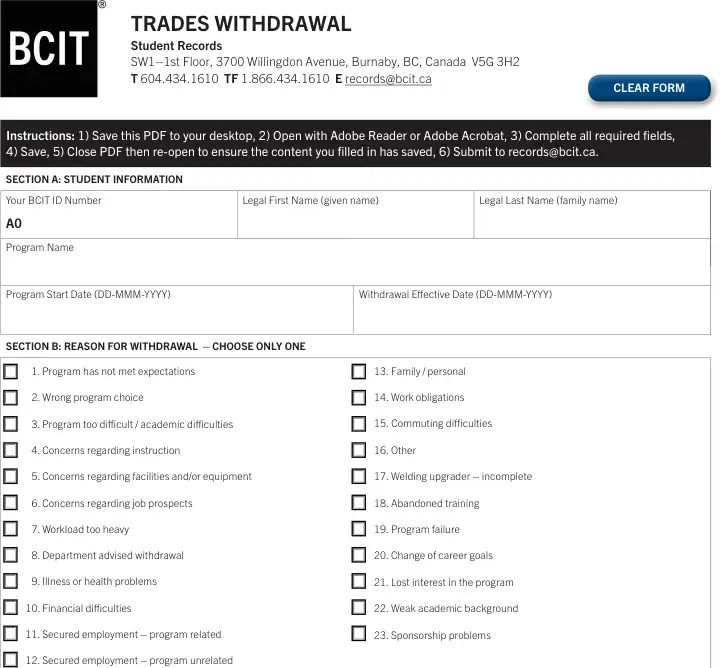 BCIT®
TRADES WITHDRAWAL
Student Records
SW1–1st Floor, 3700 Willingdon Avenue, Burnaby, BC, Canada V5G 3H2
T 604.434.1610 TF 1.866.434.1610 E records@bcit.ca
CLEAR FORM
Instructions: 1) Save this PDF to your desktop, 2) Open with Adobe Reader or Adobe Acrobat, 3) Complete all required fields,
4) Save, 5) Close PDF then re-open to ensure the content you filled in has saved, 6) Submit to records@bcit.ca.
SECTION A: STUDENT INFORMATION
Your BCIT ID Number
A0
Legal First Name (given name)
Legal Last Name (family name)
Program Name
Program Start Date (DD-MMM-YYYY)
Withdrawal Effective Date (DD-MMM-YYYY)
SECTION B: REASON FOR WITHDRAWAL – CHOOSE ONLY ONE
1. Program has not met expectations
2. Wrong program choice
3. Program too difficult / academic difficulties
4. Concerns regarding instruction
5. Concerns regarding facilities and/or equipment
6. Concerns regarding job prospects
7. Workload too heavy
8. Department advised withdrawal
9. Illness or health problems
10. Financial difficulties
11. Secured employment – program related
12. Secured employment – program unrelated
13. Family / personal
14. Work obligations
15. Commuting difficulties
16. Other
17. Welding upgrader – incomplete
18. Abandoned training
19. Program failure
20. Change of career goals
21. Lost interest in the program
22. Weak academic background
23. Sponsorship problems